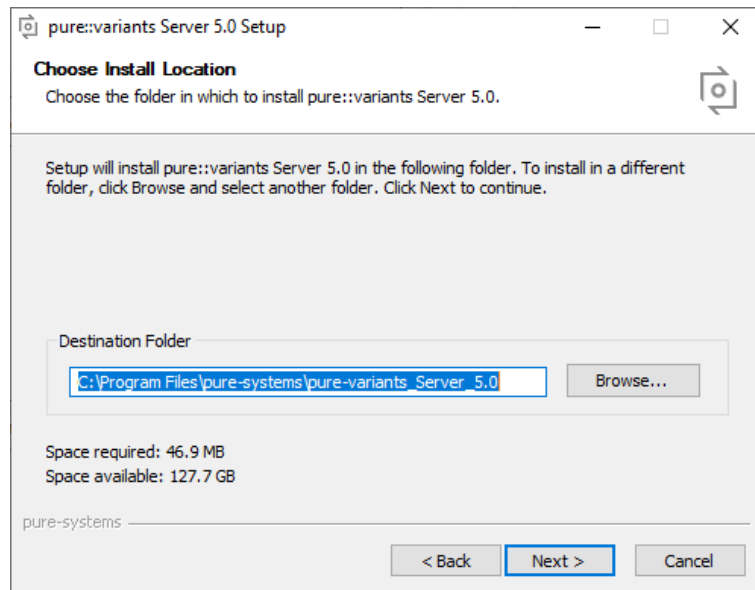 pure::variants Server 5.0 Setup
Choose Install Location
Choose the folder in which to install pure::variants Server 5.0.
Setup will install pure::variants Server 5.0 in the following folder. To install in a different
folder, click Browse and select another folder. Click Next to continue.
Destination Folder
C:\Program Files\pure-systems\pure-variants_Server_5.0
Browse...
Space required: 46.9 MB
Space available: 127.7 GB
pure-systems
< Back
Next >
Cancel